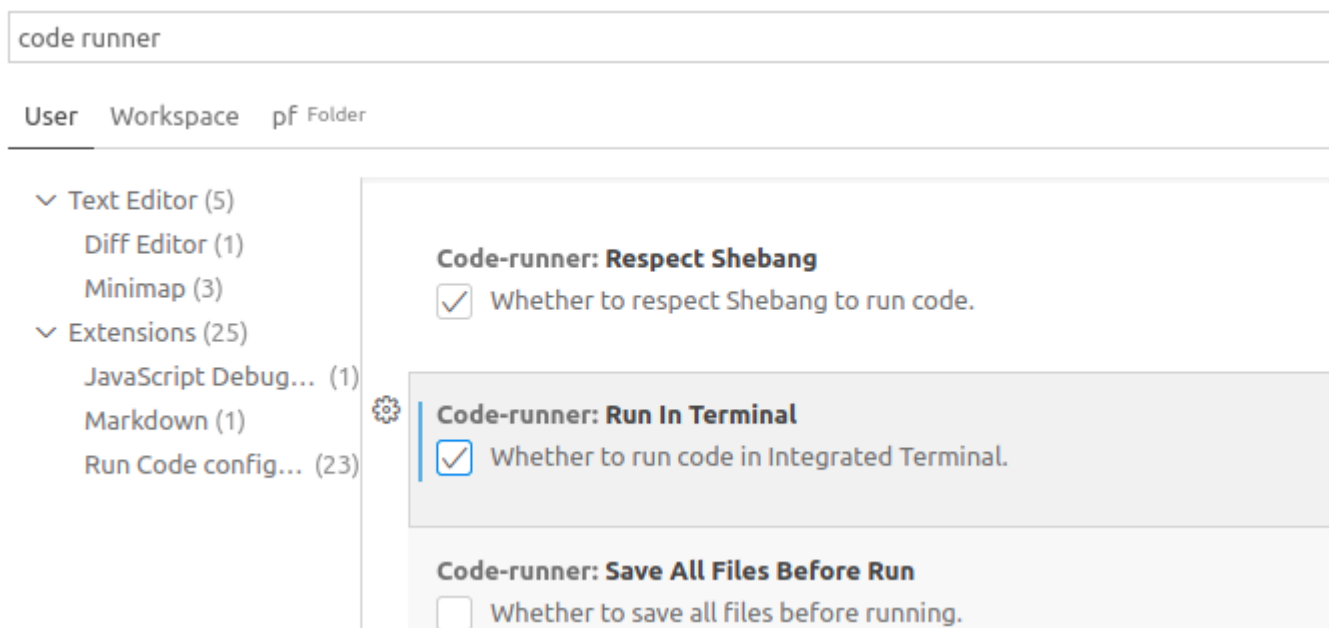 code runner
User Workspace pf Folder
Text Editor (5)
Diff Editor (1)
Minimap (3)
Extensions (25)
JavaScript Debug... (1)
Markdown (1)
Run Code config... (23)
Code-runner: Respect Shebang
Whether to respect Shebang to run code.
Code-runner: Run In Terminal
Whether to run code in Integrated Terminal.
Code-runner: Save All Files Before Run
Whether to save all files before running.